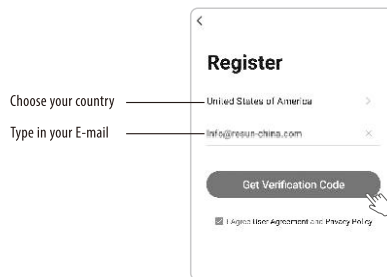 Register
Choose your country
United States of America
Type in your E-mail
Info@resun-china.com
Get Verification Code
I Agree User Agreement and Privacy Policy